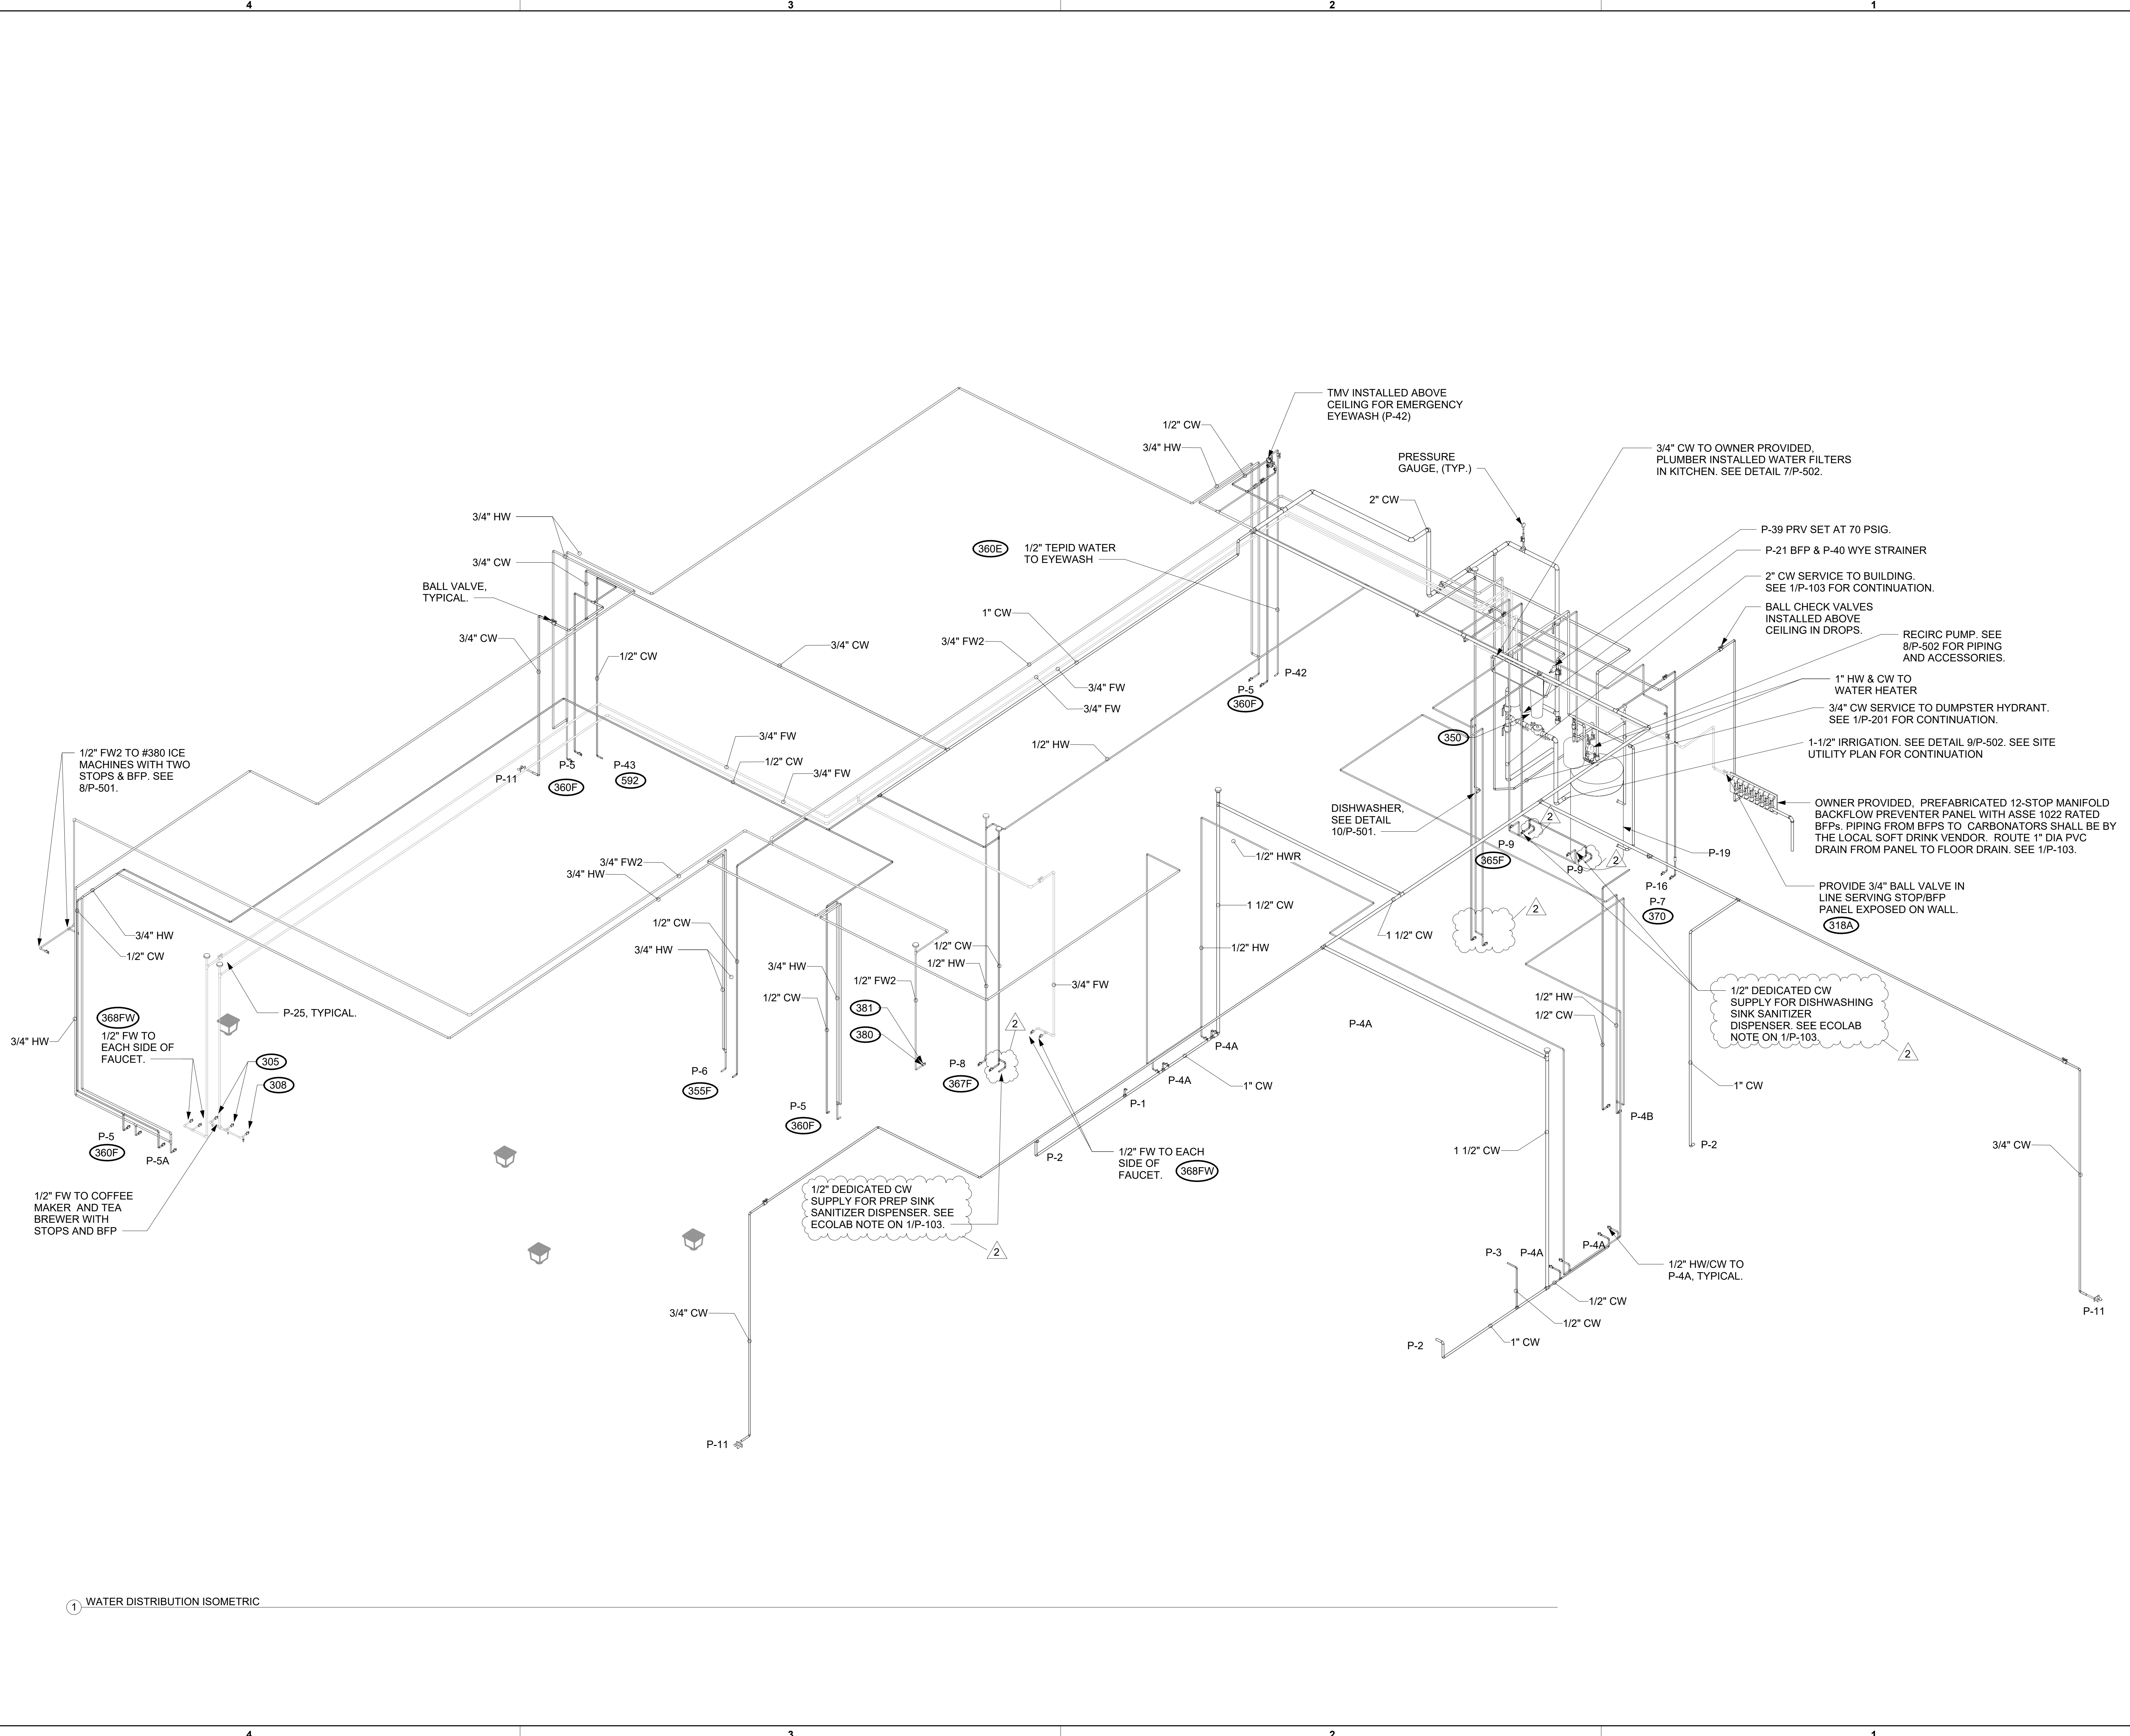 4
3
2
1
TMV INSTALLED ABOVE
CEILING FOR EMERGENCY
EYEWASH (P-42)
1/2" CW
3/4" HW
PRESSURE
GAUGE, (TYP.)
3/4" CW TO OWNER PROVIDED,
PLUMBER INSTALLED WATER FILTERS
IN KITCHEN. SEE DETAIL 7/P-502.
2" CW
3/4" HW
P-39 PRV SET AT 70 PSIG.
360E
1/2" TEPID WATER
TO EYEWASH
P-21 BFP & P-40 WYE STRAINER
3/4" CW
2" CW SERVICE TO BUILDING.
SEE 1/P-103 FOR CONTINUATION.
BALL VALVE,
TYPICAL.
BALL CHECK VALVES
INSTALLED ABOVE
CEILING IN DROPS.
1" CW
3/4" CW
3/4" FW2
3/4" CW
1/2" CW
RECIRC PUMP. SEE
8/P-502 FOR PIPING
AND ACCESSORIES.
3/4" FW
P-42
P-5
360F
3/4" FW
1" HW & CW TO
WATER HEATER
3/4" CW SERVICE TO DUMPSTER HYDRANT.
SEE 1/P-201 FOR CONTINUATION.
350
3/4" FW
1/2" HW
1-1/2" IRRIGATION. SEE DETAIL 9/P-502. SEE SITE
UTILITY PLAN FOR CONTINUATION
1/2" FW2 TO #380 ICE
MACHINES WITH TWO
STOPS & BFP. SEE
8/P-501.
P-11
P-5
360F
P-43
592
1/2" CW
3/4" FW
DISHWASHER,
SEE DETAIL
10/P-501.
OWNER PROVIDED, PREFABRICATED 12-STOP MANIFOLD
BACKFLOW PREVENTER PANEL WITH ASSE 1022 RATED
BFPs. PIPING FROM BFPS TO CARBONATORS SHALL BE BY
THE LOCAL SOFT DRINK VENDOR. ROUTE 1" DIA PVC
DRAIN FROM PANEL TO FLOOR DRAIN. SEE 1/P-103.
2
P-9
365F
1/2" HWR
P-19
2
P-9
3/4" FW2
3/4" HW
P-16
P-7
370
PROVIDE 3/4" BALL VALVE IN
LINE SERVING STOP/BFP
PANEL EXPOSED ON WALL.
318A
1 1/2" CW
2
1/2" CW
3/4" HW
1/2" CW
3/4" HW
1/2" CW
1 1/2" CW
1/2" HW
1/2" HW
3/4" HW
1/2" FW2
3/4" FW
1/2" CW
1/2" DEDICATED CW
SUPPLY FOR DISHWASHING
SINK SANITIZER
DISPENSER. SEE ECOLAB
NOTE ON 1/P-103.
2
1/2" HW
1/2" CW
381
380
2
P-25, TYPICAL.
P-4A
368FW
1/2" FW TO
EACH SIDE OF
FAUCET.
3/4" HW
305
308
P-4A
P-8
367F
P-6
355F
P-4A
1" CW
1" CW
P-1
P-5
360F
P-4B
P-5
360F
P-5A
P-2
P-2
1/2" FW TO EACH
SIDE OF
FAUCET.
368FW
1 1/2" CW
3/4" CW
1/2" FW TO COFFEE
MAKER AND TEA
BREWER WITH
STOPS AND BFP
1/2" DEDICATED CW
SUPPLY FOR PREP SINK
SANITIZER DISPENSER. SEE
ECOLAB NOTE ON 1/P-103.
2
P-3
P-4A
P-4A
1/2" HW/CW TO
P-4A, TYPICAL.
3/4" CW
1/2" CW
1/2" CW
1" CW
P-2
P-11
P-11
1
WATER DISTRIBUTION ISOMETRIC
4
3
2
1